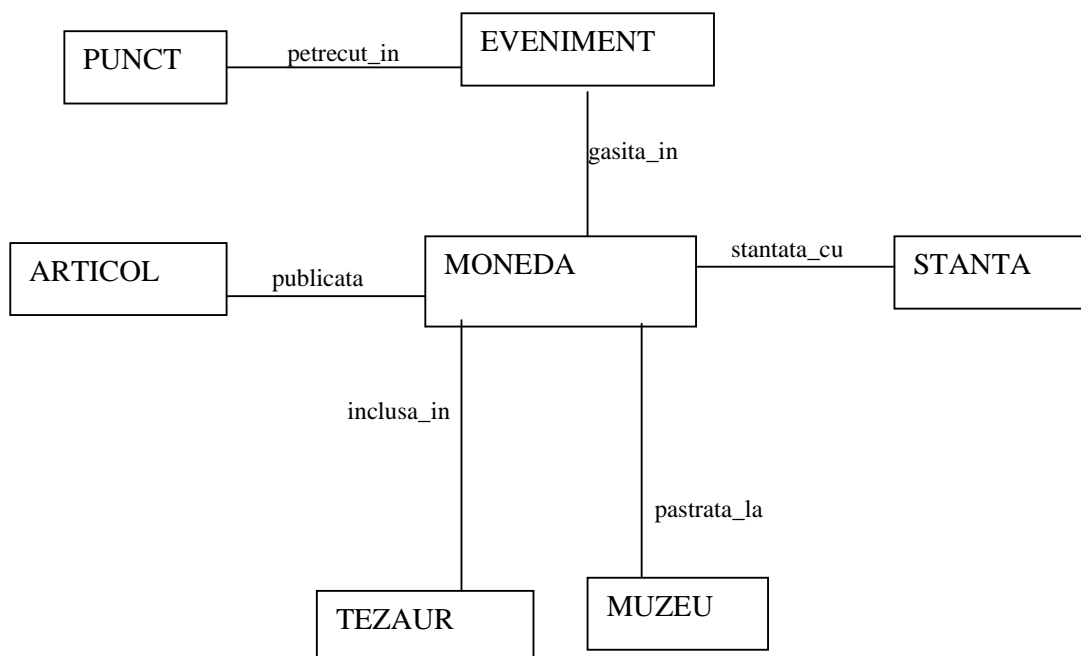 EVENIMENT
PUNCT
petrecut_in
gasita_in
ARTICOL
publicata
MONEDA
stantata_cu
STANTA
inclusa_in
pastrata_la
TEZAUR
MUZEU